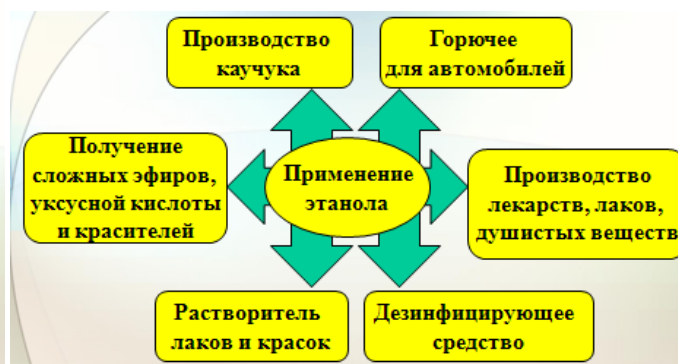 Производство
каучука
Горючее
для автомобилей
Получение
сложных эфиров,
уксусной кислоты
и красителей
Применение
этанола
Производство
лекарств, лаков,
душистых веществ
Растворитель
лаков и красок
Дезинфицирующее
средство